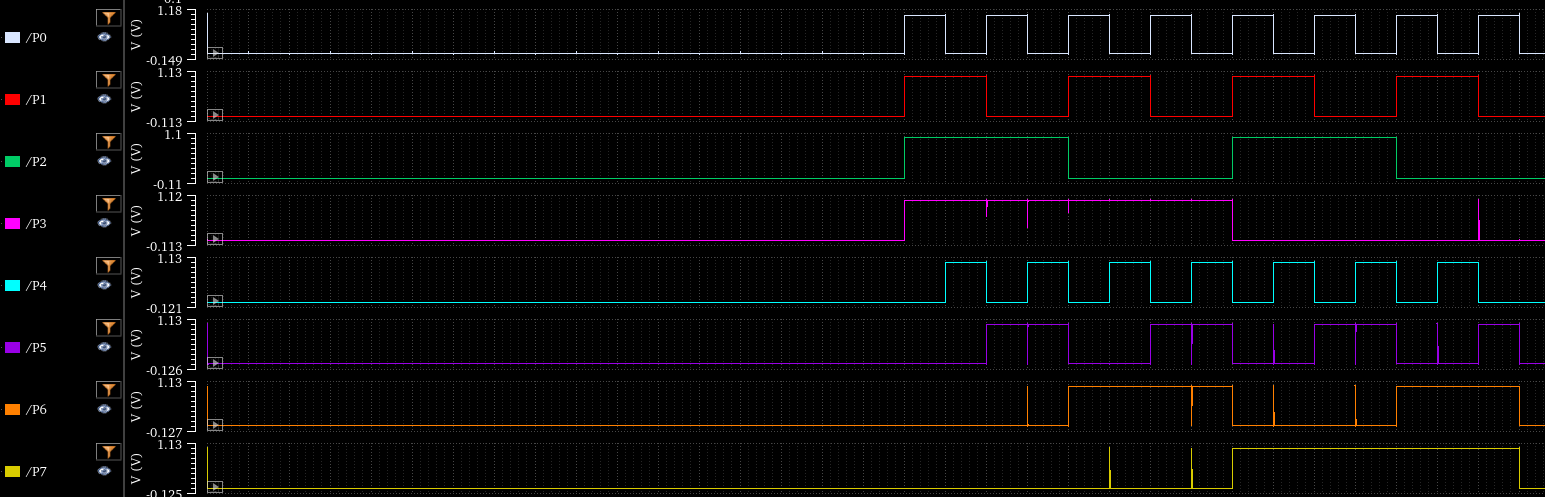 0.1
1.18
/P0
V (V)
-0.149
1.13
/P1
V (V)
-0.113
1.1
/P2
V (V)
-0.11
1.12
/P3
V (V)
-0.113
1.13
/P4
V (V)
-0.121
1.13
/P5
V (V)
-0.126
1.13
/P6
V (V)
-0.127
1.13
/P7
V (V)
-0.125